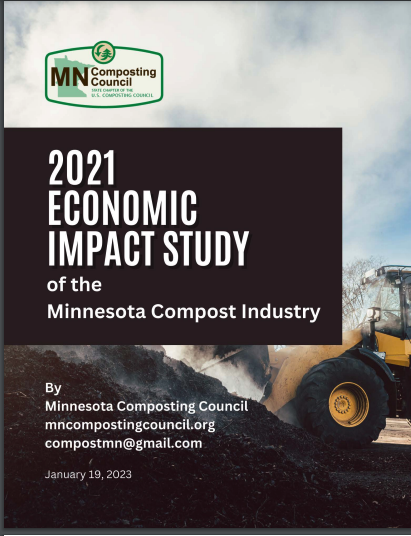 MN Composting
Council
STATE CHAPTER OF THE
U.S. COMPOSTING COUNCIL
2021
ECONOMIC
IMPACT STUDY
of the
Minnesota Compost Industry
By
Minnesota Composting Council
mncompostingcouncil.org
compostmn@gmail.com
January 19, 2023